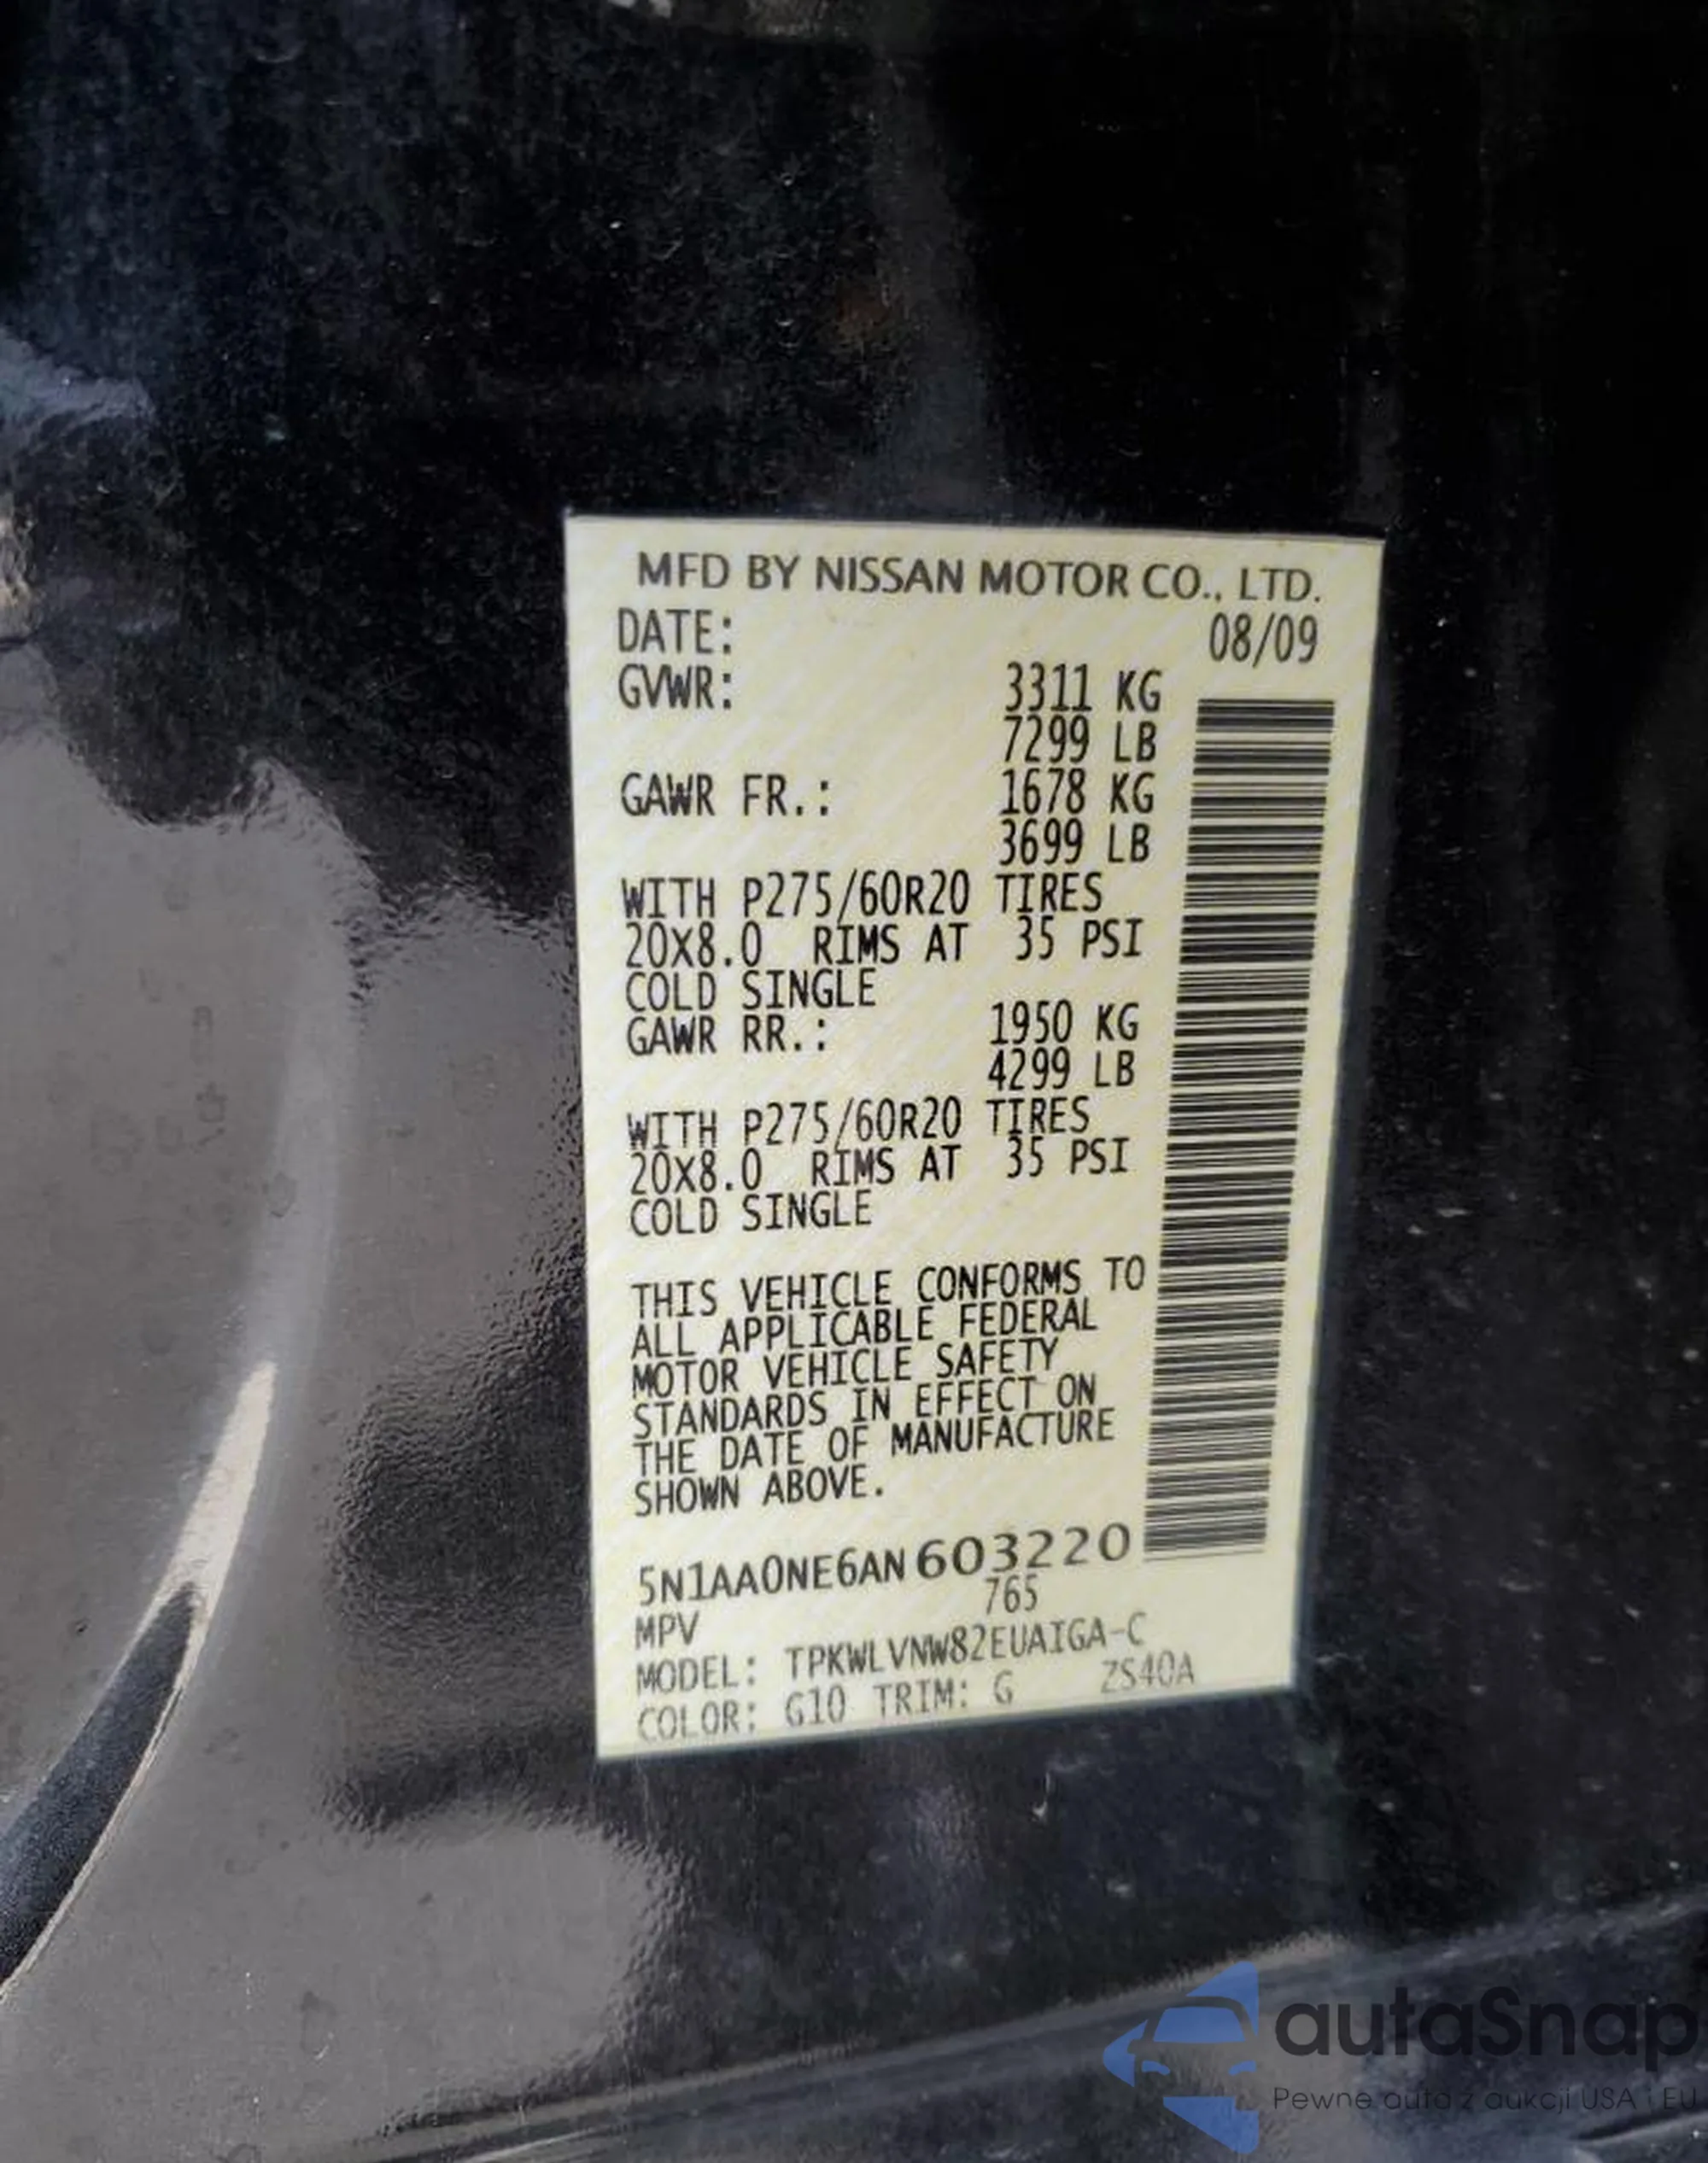 MFD BY NISSAN MOTOR CO., LTD.
DATE: 08/09
GVWR: 3311 KG
7299 LB
GAWR FR.: 1678 KG
3699 LB
WITH P275/60R20 TIRES
20X8.0 RIMS AT 35 PSI
COLD SINGLE
GAWR RR.: 1950 KG
4299 LB
WITH P275/60R20 TIRES
20X8.0 RIMS AT 35 PSI
COLD SINGLE
THIS VEHICLE CONFORMS TO
ALL APPLICABLE FEDERAL
MOTOR VEHICLE SAFETY
STANDARDS IN EFFECT ON
THE DATE OF MANUFACTURE
SHOWN ABOVE.
5N1AA0NE6AN603220
765
MPV
MODEL: TPKWLVNW82EUAIGA-C
COLOR: G10 TRIM: G ZS40A
autaSnap
Pewne auta z aukcji USA i EU